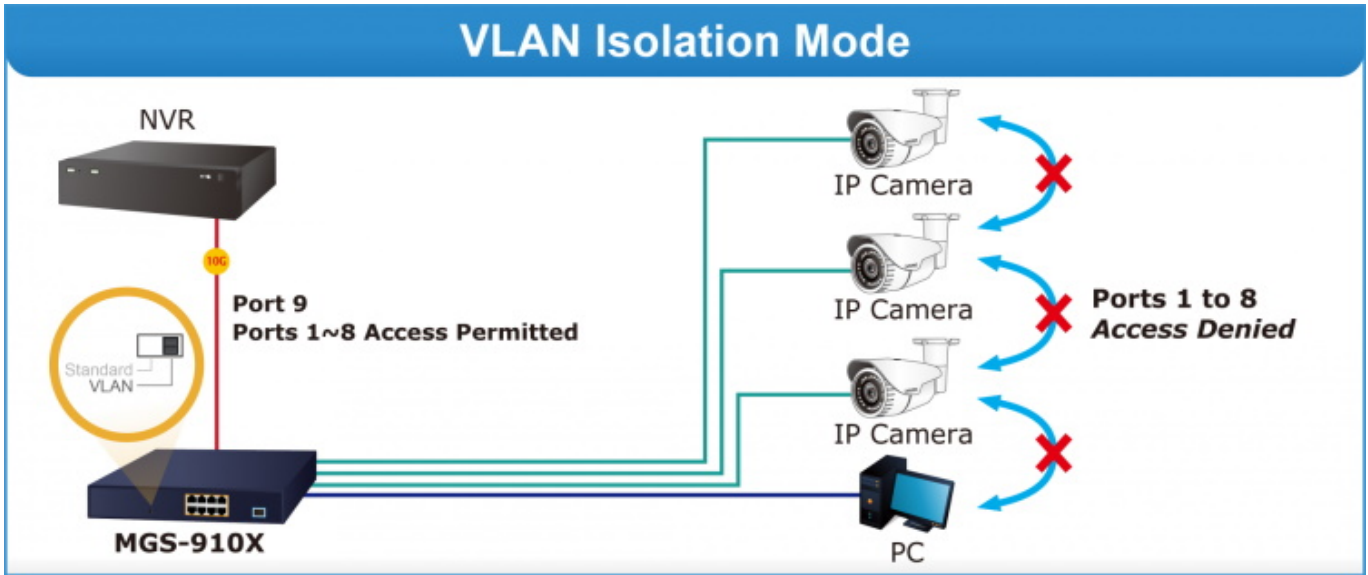 VLAN Isolation Mode
NVR
10G
Port 9
Ports 1~8 Access Permitted
Standard
VLAN
MGS-910X
IP Camera
IP Camera
IP Camera
PC
Ports 1 to 8
Access Denied